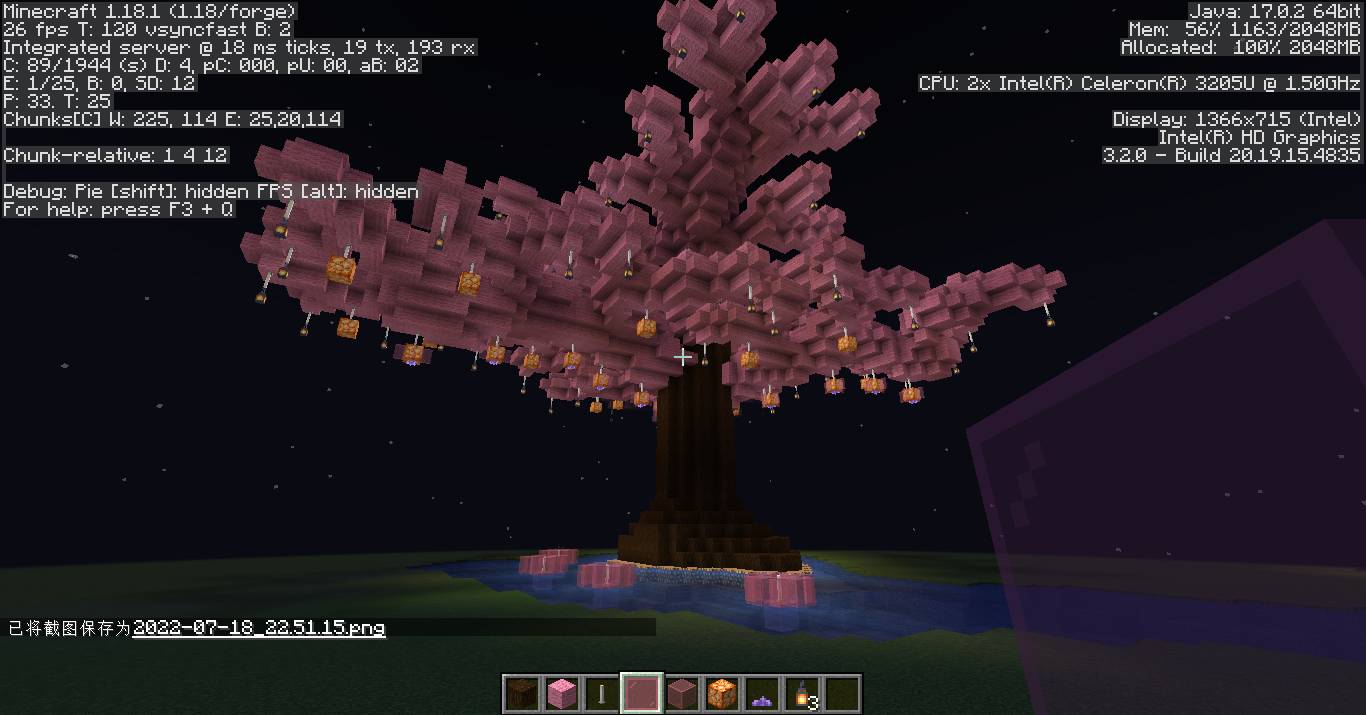 Minecraft 1.18.1 (1.18/forge)
26 fps T: 120 vsyncfast B: 2
Integrated server @ 18 ms ticks, 19 tx, 193 rx
C: 89/1944 (s) D: 4, pC: 000, pU: 00, aB: 02
E: 1/25, B: 0, SD: 12
P: 33. T: 25
Chunks[C] W: 225, 114 E: 25,20,114
Chunk-relative: 1 4 12
Debug: Pie [shift]: hidden FPS [alt]: hidden
For help: press F3 + Q
Java: 17.0.2 64bit
Mem: 56% 1163/2048MB
Allocated: 100% 2048MB
CPU: 2x Intel(R) Celeron(R) 3205U @ 1.50GHz
Display: 1366x715 (Intel)
Intel(R) HD Graphics
3.2.0 - Build 20.19.15.4835
已将截图保存为2022-07-18_22.51.15.png
3